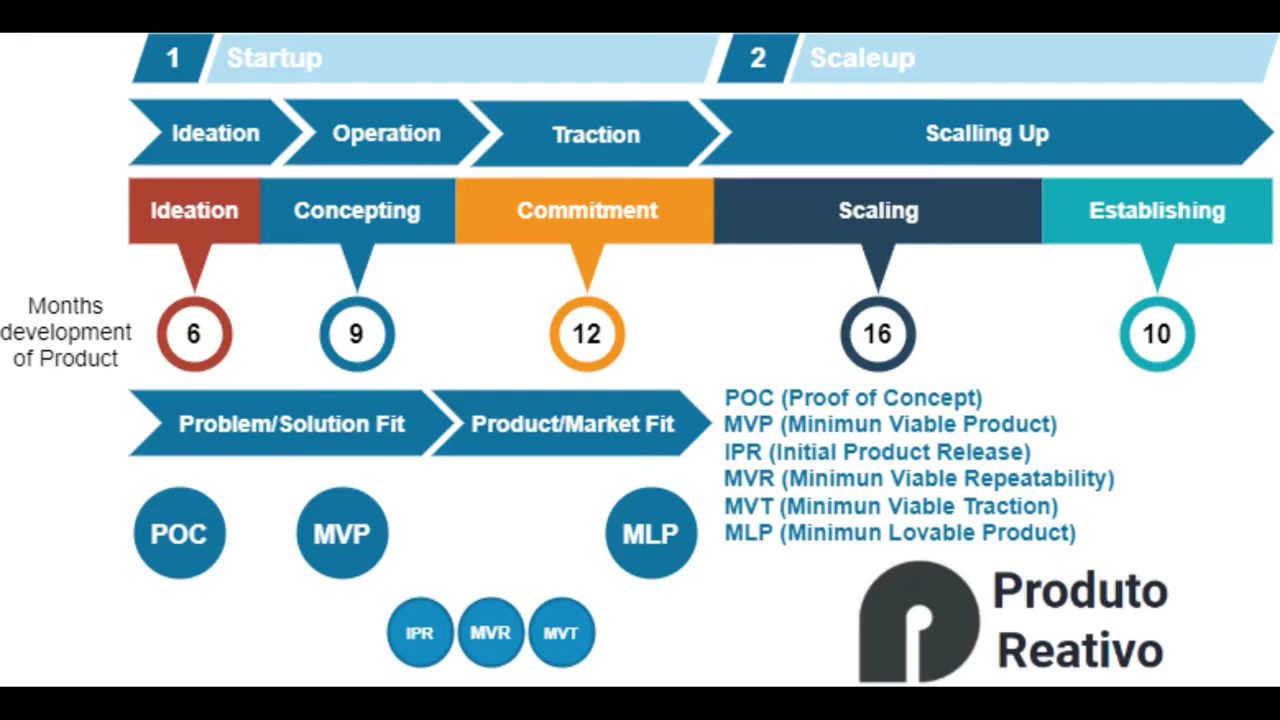 1 Startup 2 Scaleup
Ideation Operation Traction Scalling Up
Ideation Concepting Commitment Scaling Establishing
Months
development
of Product
6 9 12 16 10
Problem/Solution Fit Product/Market Fit
POC (Proof of Concept)
MVP (Minimun Viable Product)
IPR (Initial Product Release)
MVR (Minimun Viable Repeatability)
MVT (Minimun Viable Traction)
MLP (Minimun Lovable Product)
POC MVP MLP
IPR MVR MVT
Produto
Reativo